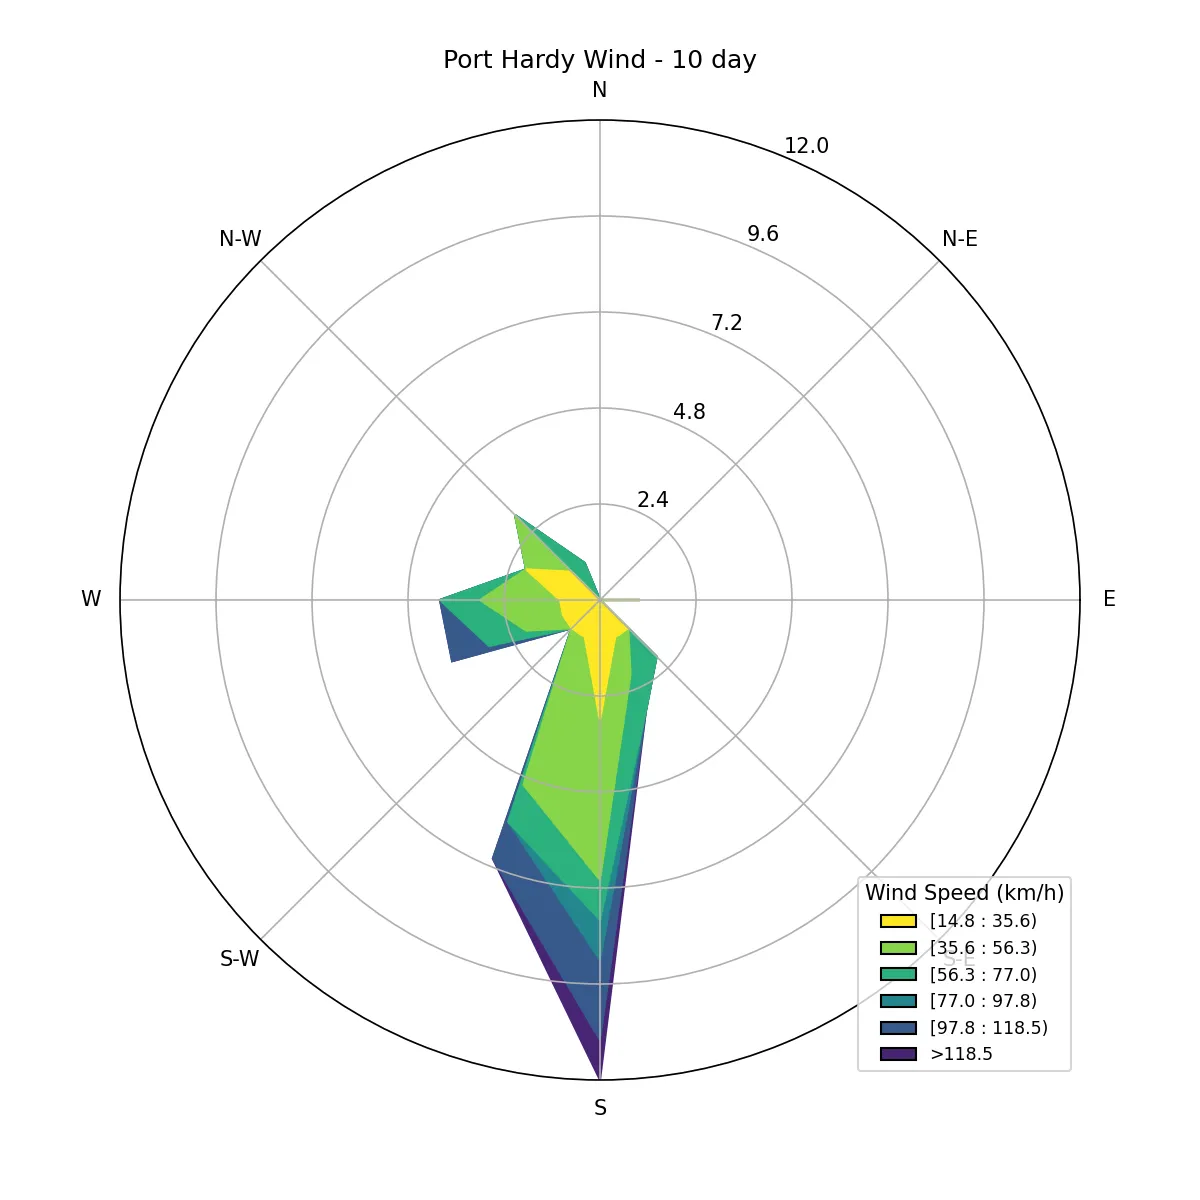 Port Hardy Wind - 10 day
N
12.0
N-W
9.6
N-E
7.2
4.8
2.4
W
E
S-W
S-E
Wind Speed (km/h)
[14.8 : 35.6)
[35.6 : 56.3)
[56.3 : 77.0)
[77.0 : 97.8)
[97.8 : 118.5)
>118.5
S